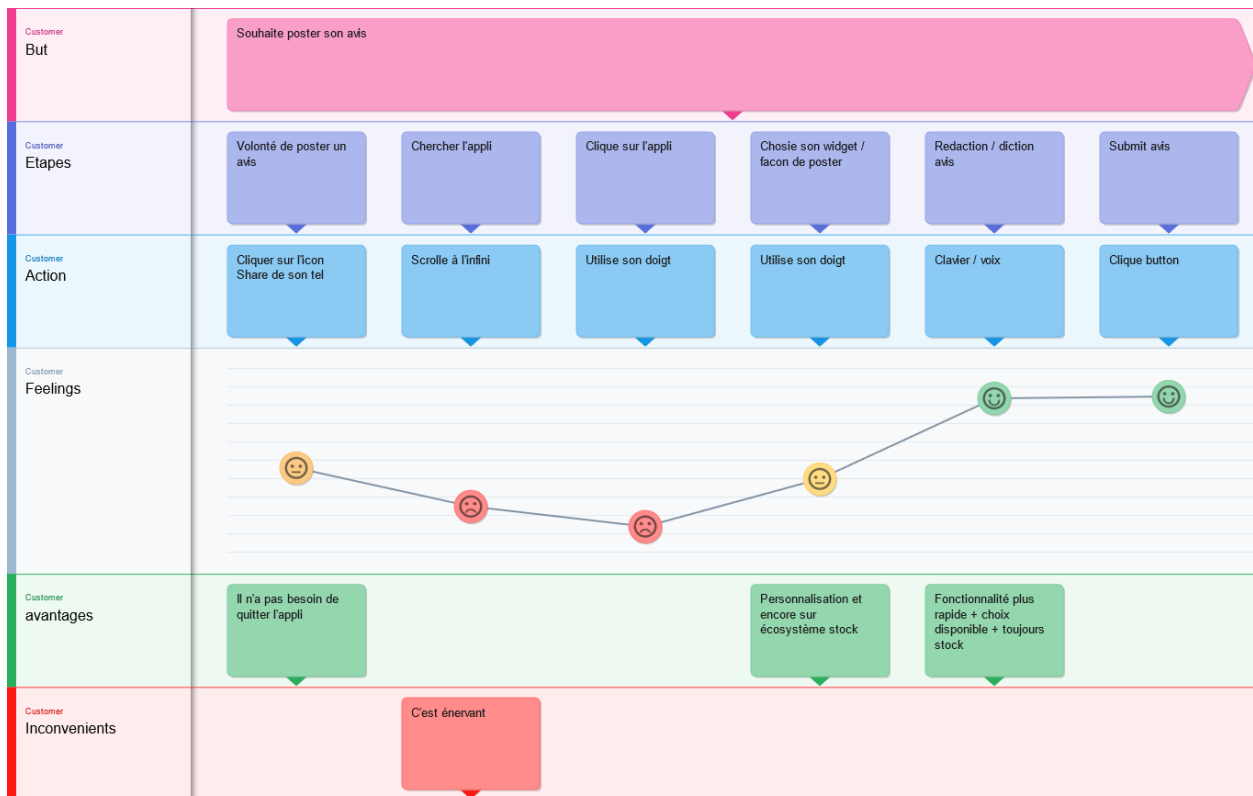 Customer
But
Souhaite poster son avis
Customer
Etapes
Volonté de poster un
avis
Chercher l'appli
Clique sur l'appli
Chosie son widget /
facon de poster
Redaction / diction
avis
Submit avis
Customer
Action
Cliquer sur l'icon
Share de son tel
Scrolle à l'infini
Utilise son doigt
Utilise son doigt
Clavier / voix
Clique button
Customer
Feelings
Customer
avantages
Il n'a pas besoin de
quitter l'appli
Personnalisation et
encore sur
écosystème stock
Fonctionnalité plus
rapide + choix
disponible + toujours
stock
Customer
Inconvenients
C'est énervant